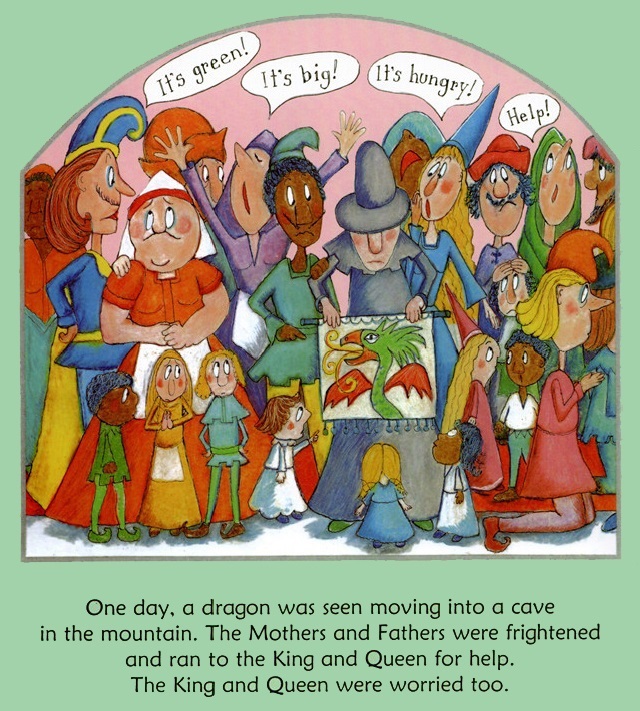 It's green!
It's big!
It's hungry!
Help!
One day, a dragon was seen moving into a cave
in the mountain. The Mothers and Fathers were frightened
and ran to the King and Queen for help.
The King and Queen were worried too.